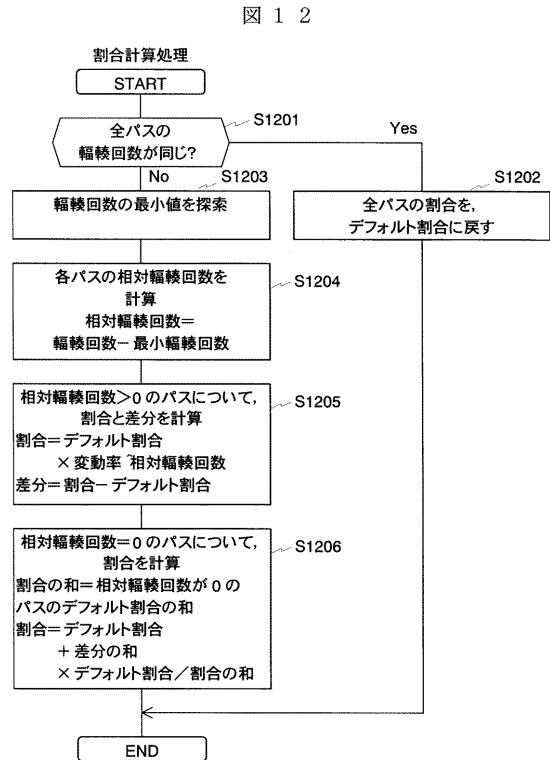 図 1 2
割合計算処理
START
全パスの
輻輳回数が同じ?
S1201
Yes
No
S1203
輻輳回数の最小値を探索
S1202
全パスの割合を,
デフォルト割合に戻す
各パスの相対輻輳回数を
計算
相対輻輳回数=
輻輳回数-最小輻輳回数
S1204
相対輻輳回数>0のパスについて,
割合と差分を計算
割合=デフォルト割合
×変動率^相対輻輳回数
差分=割合-デフォルト割合
S1205
相対輻輳回数=0のパスについて,
割合を計算
割合の和=相対輻輳回数が0の
パスのデフォルト割合の和
割合=デフォルト割合
+差分の和
×デフォルト割合/割合の和
S1206
END